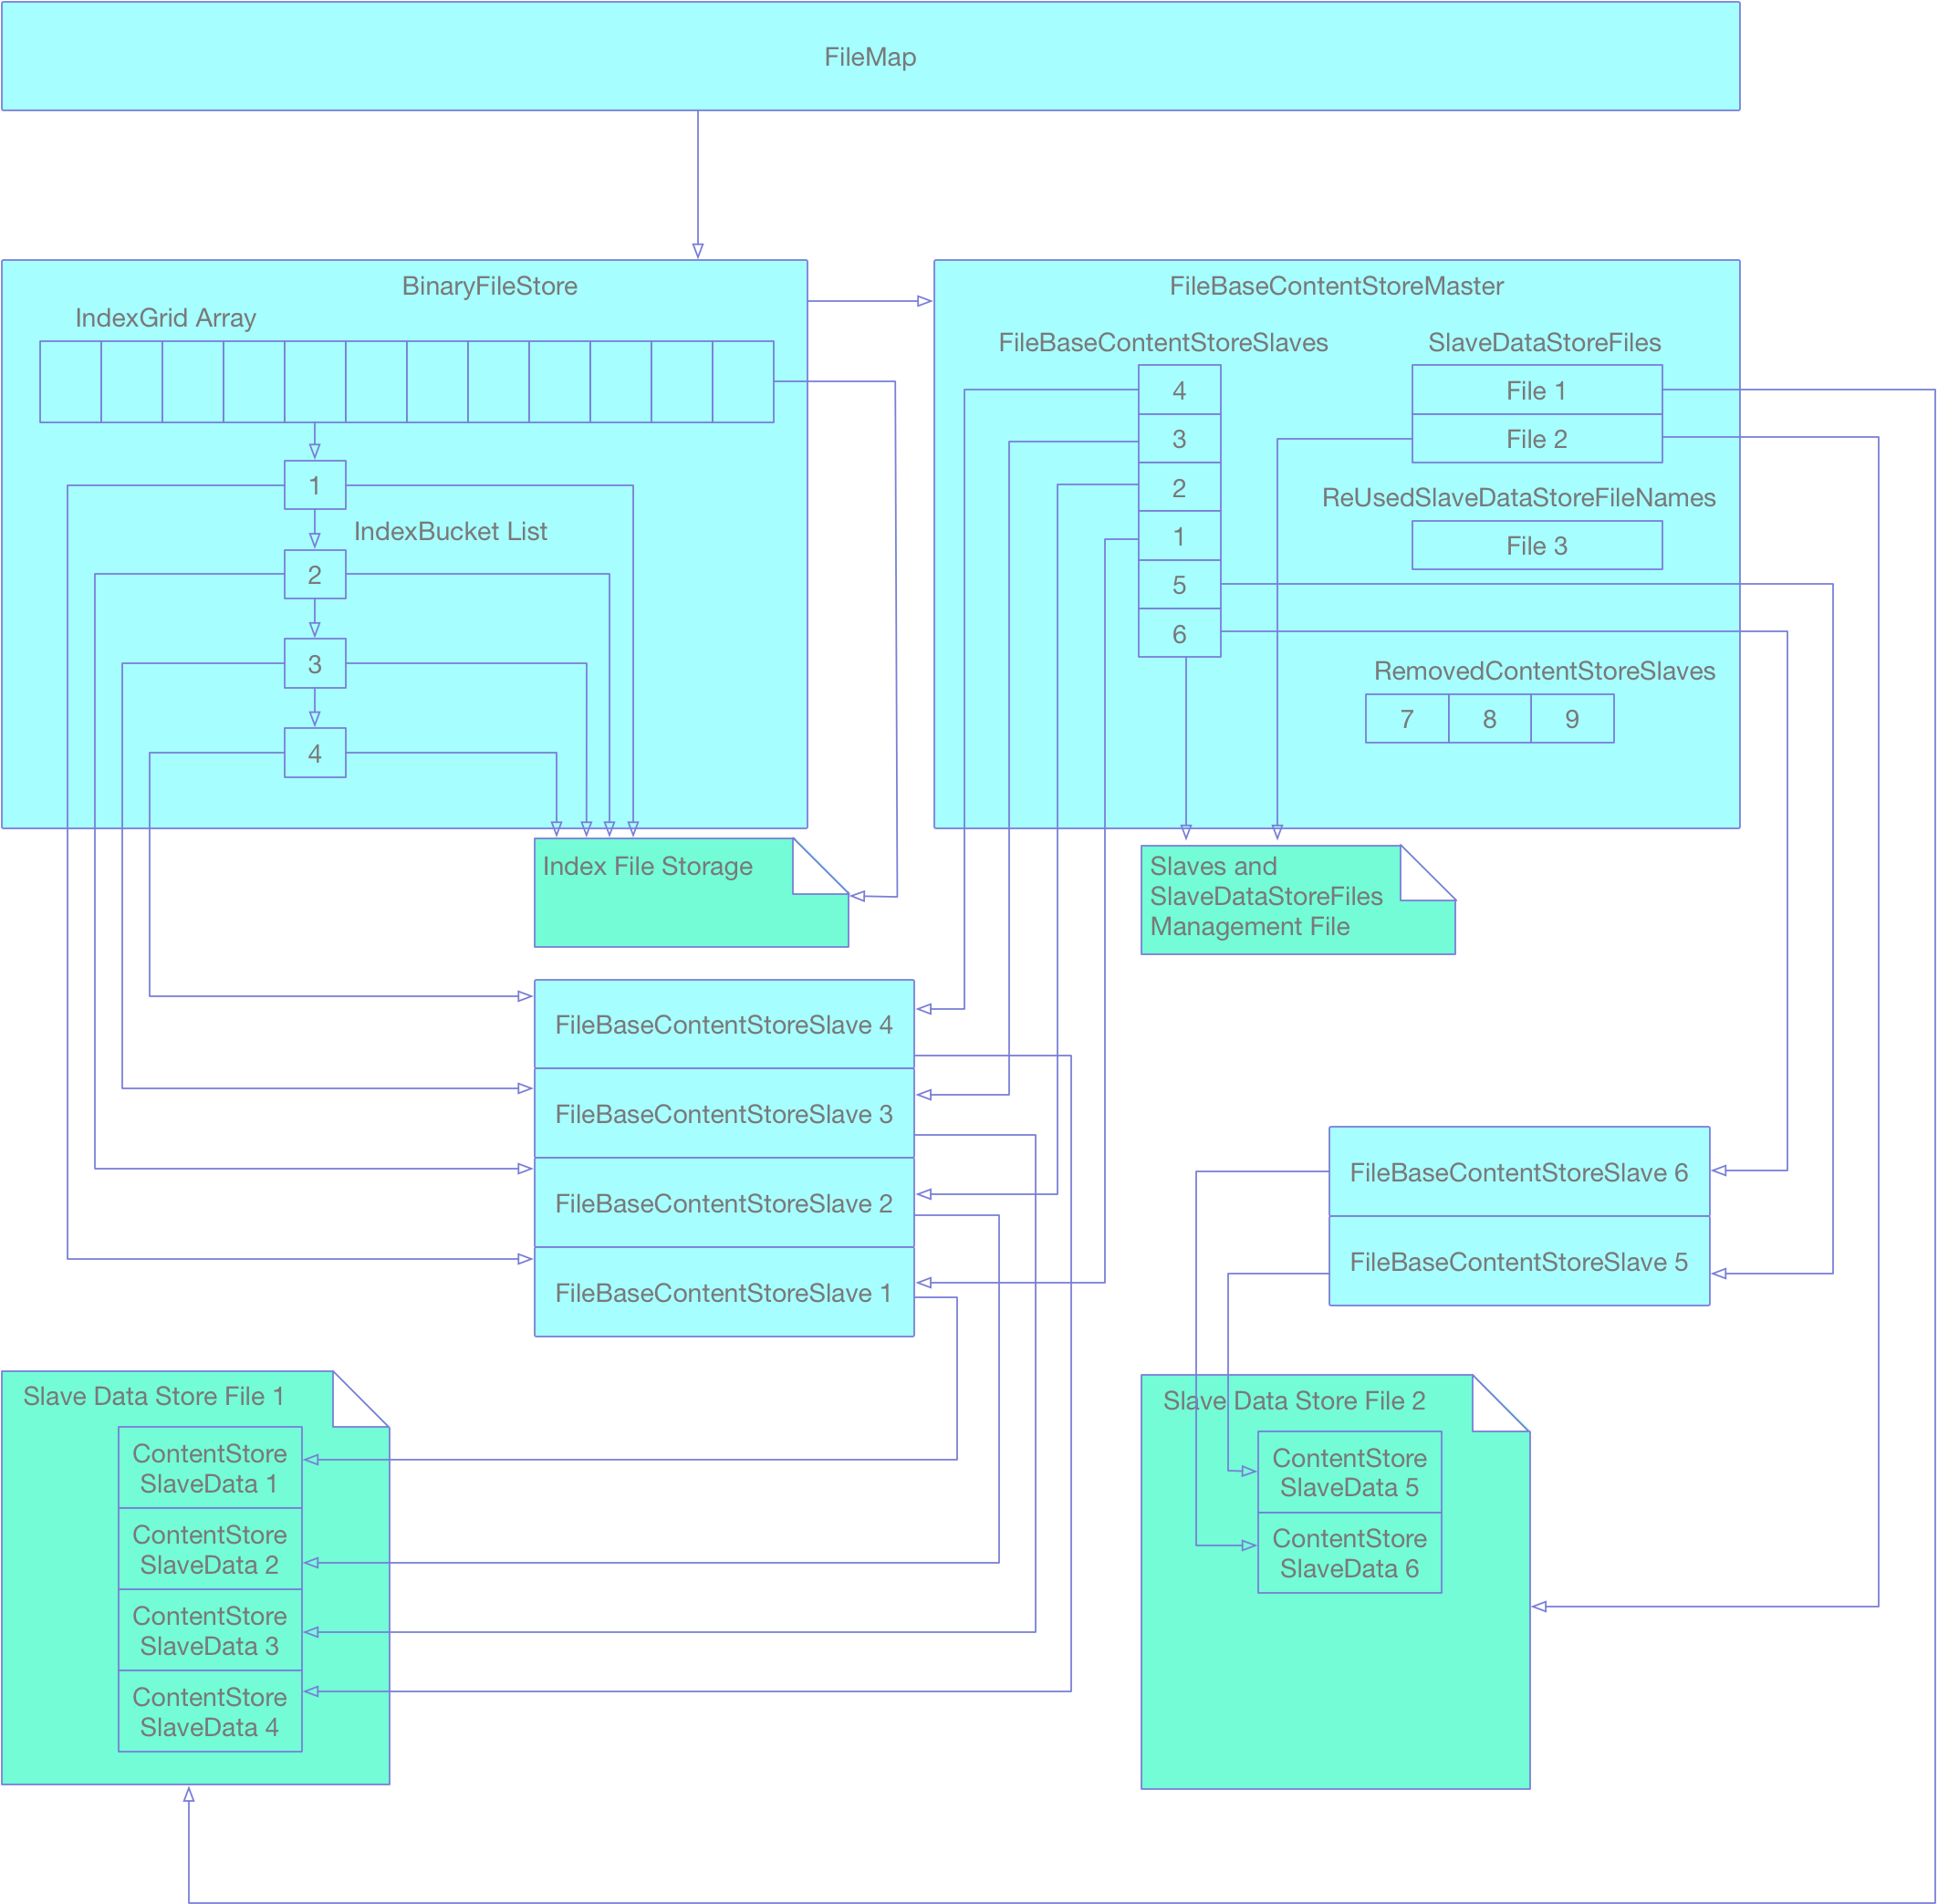 FileMap
BinaryFileStore
IndexGrid Array
1
IndexBucket List
2
3
4
FileBaseContentStoreMaster
FileBaseContentStoreSlaves
4
3
2
1
5
6
SlaveDataStoreFiles
File 1
File 2
ReUsedSlaveDataStoreFileNames
File 3
RemovedContentStoreSlaves
7 8 9
Index File Storage
Slaves and
SlaveDataStoreFiles
Management File
FileBaseContentStoreSlave 4
FileBaseContentStoreSlave 3
FileBaseContentStoreSlave 2
FileBaseContentStoreSlave 1
FileBaseContentStoreSlave 6
FileBaseContentStoreSlave 5
Slave Data Store File 1
ContentStore
SlaveData 1
ContentStore
SlaveData 2
ContentStore
SlaveData 3
ContentStore
SlaveData 4
Slave Data Store File 2
ContentStore
SlaveData 5
ContentStore
SlaveData 6